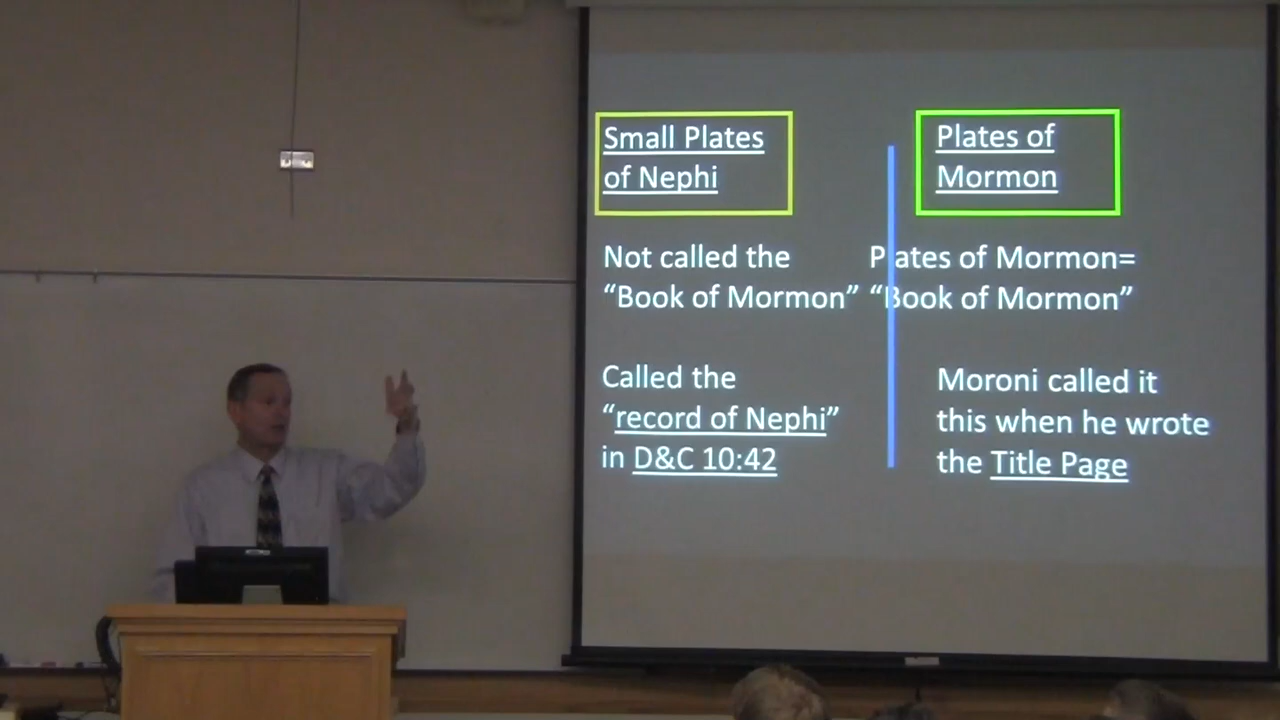 Small Plates
of Nephi
Not called the
“Book of Mormon”
Called the
“record of Nephi”
in D&C 10:42
Plates of
Mormon
Plates of Mormon=
“Book of Mormon”
Moroni called it
this when he wrote
the Title Page